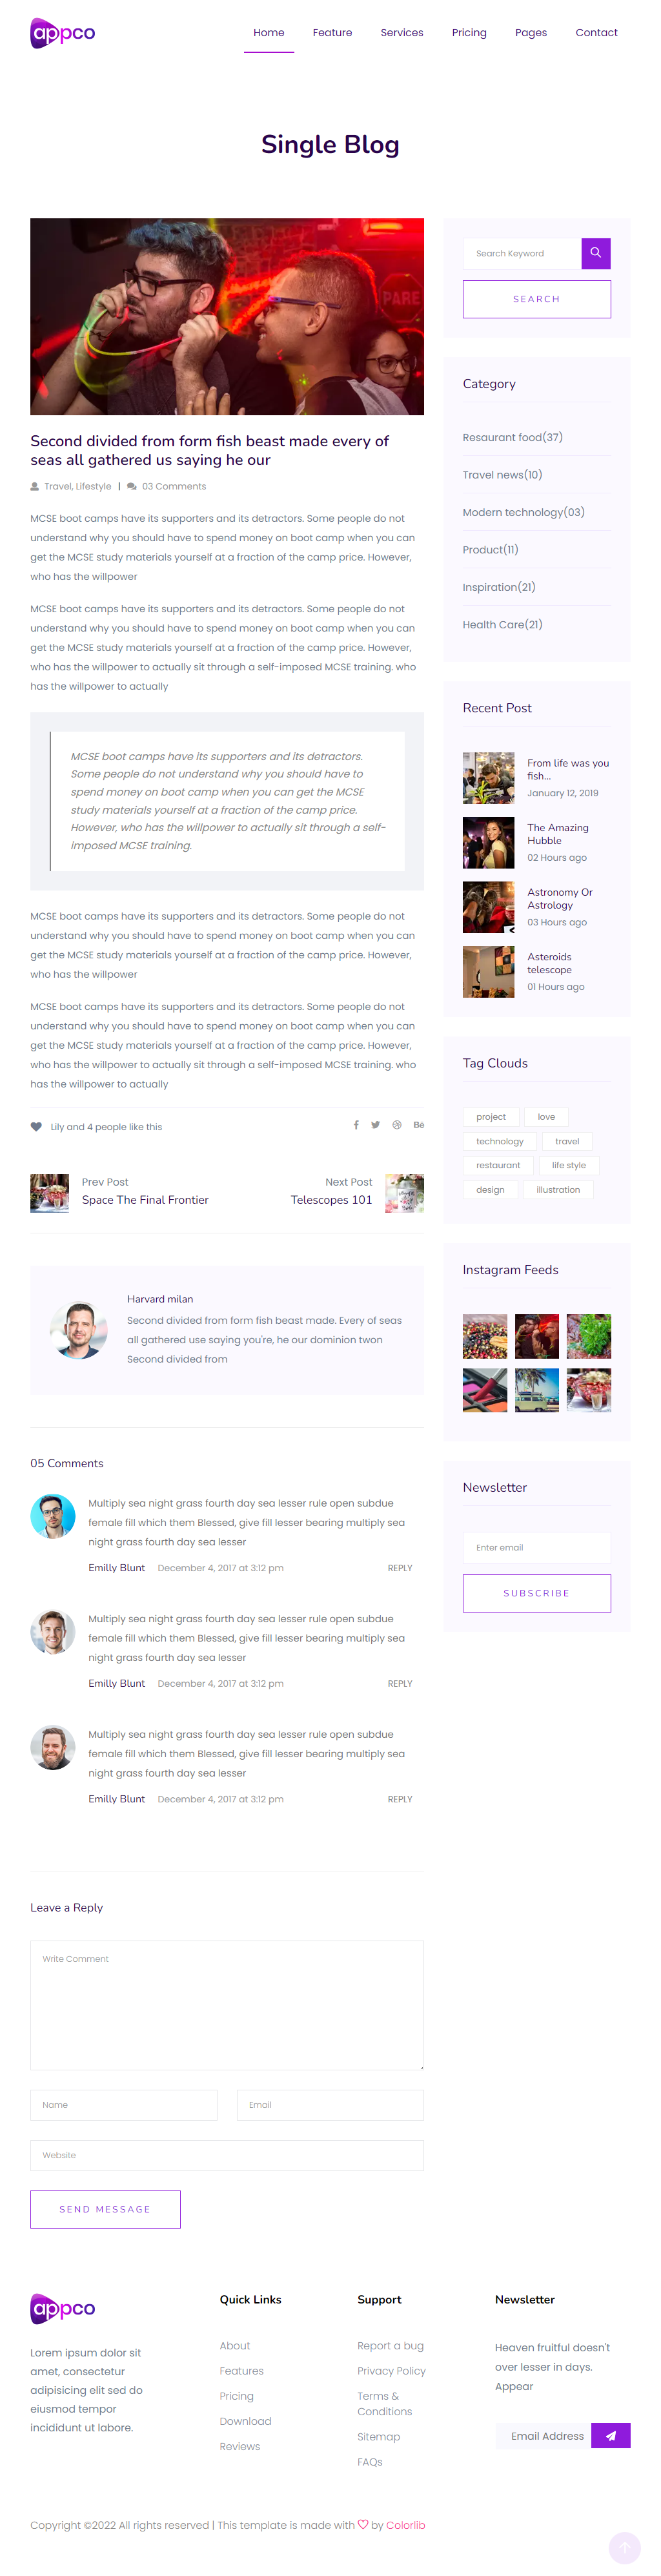 appco
Home Feature Services Pricing Pages Contact
Single Blog
PARE
Second divided from form fish beast made every of
seas all gathered us saying he our
Travel, Lifestyle | 03 Comments
MCSE boot camps have its supporters and its detractors. Some people do not
understand why you should have to spend money on boot camp when you can
get the MCSE study materials yourself at a fraction of the camp price. However,
who has the willpower
MCSE boot camps have its supporters and its detractors. Some people do not
understand why you should have to spend money on boot camp when you can
get the MCSE study materials yourself at a fraction of the camp price. However,
who has the willpower to actually sit through a self-imposed MCSE training. who
has the willpower to actually
MCSE boot camps have its supporters and its detractors.
Some people do not understand why you should have to
spend money on boot camp when you can get the MCSE
study materials yourself at a fraction of the camp price.
However, who has the willpower to actually sit through a self-
imposed MCSE training.
MCSE boot camps have its supporters and its detractors. Some people do not
understand why you should have to spend money on boot camp when you can
get the MCSE study materials yourself at a fraction of the camp price. However,
who has the willpower
MCSE boot camps have its supporters and its detractors. Some people do not
understand why you should have to spend money on boot camp when you can
get the MCSE study materials yourself at a fraction of the camp price. However,
who has the willpower to actually sit through a self-imposed MCSE training. who
has the willpower to actually
Lily and 4 people like this
Bē
Prev Post
Space The Final Frontier
Next Post
Telescopes 101
Harvard milan
Second divided from form fish beast made. Every of seas
all gathered use saying you're, he our dominion twon
Second divided from
05 Comments
Multiply sea night grass fourth day sea lesser rule open subdue
female fill which them Blessed, give fill lesser bearing multiply sea
night grass fourth day sea lesser
Emilly Blunt December 4, 2017 at 3:12 pm REPLY
Multiply sea night grass fourth day sea lesser rule open subdue
female fill which them Blessed, give fill lesser bearing multiply sea
night grass fourth day sea lesser
Emilly Blunt December 4, 2017 at 3:12 pm REPLY
Multiply sea night grass fourth day sea lesser rule open subdue
female fill which them Blessed, give fill lesser bearing multiply sea
night grass fourth day sea lesser
Emilly Blunt December 4, 2017 at 3:12 pm REPLY
Leave a Reply
Write Comment
Name
Email
Website
SEND MESSAGE
Search Keyword
SEARCH
Category
Resaurant food(37)
Travel news(10)
Modern technology(03)
Product(11)
Inspiration(21)
Health Care(21)
Recent Post
From life was you
fish...
January 12, 2019
The Amazing
Hubble
02 Hours ago
Astronomy Or
Astrology
03 Hours ago
Asteroids
telescope
01 Hours ago
Tag Clouds
project love
technology travel
restaurant life style
design illustration
Instagram Feeds
Newsletter
Enter email
SUBSCRIBE
appco
Lorem ipsum dolor sit
amet, consectetur
adipisicing elit sed do
eiusmod tempor
incididunt ut labore.
Quick Links
About
Features
Pricing
Download
Reviews
Support
Report a bug
Privacy Policy
Terms &
Conditions
Sitemap
FAQs
Newsletter
Heaven fruitful doesn't
over lesser in days.
Appear
Email Address
Copyright ©2022 All rights reserved | This template is made with ♡ by Colorlib